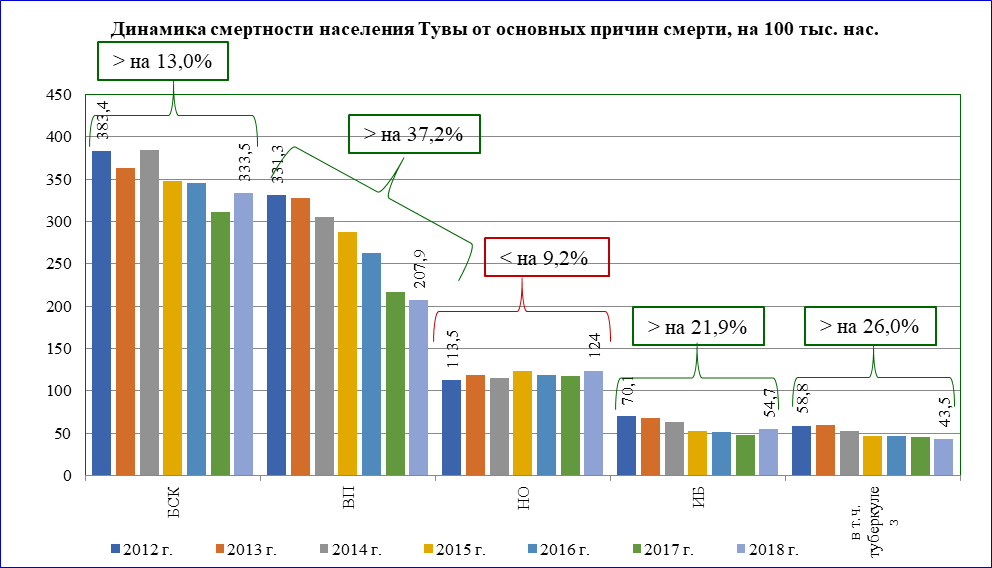 Динамика смертности населения Тувы от основных причин смерти, на 100 тыс. нас.
> на 13,0%
> на 37,2%
< на 9,2%
> на 21,9%
> на 26,0%
450
400
350
300
250
200
150
100
50
0
383,4
333,5
331,3
207,9
113,5
124
70,1
54,7
58,8
43,5
БСК
ВП
НО
ИБ
в т.ч.
туберкуле
з
2012 г.
2013 г.
2014 г.
2015 г.
2016 г.
2017 г.
2018 г.